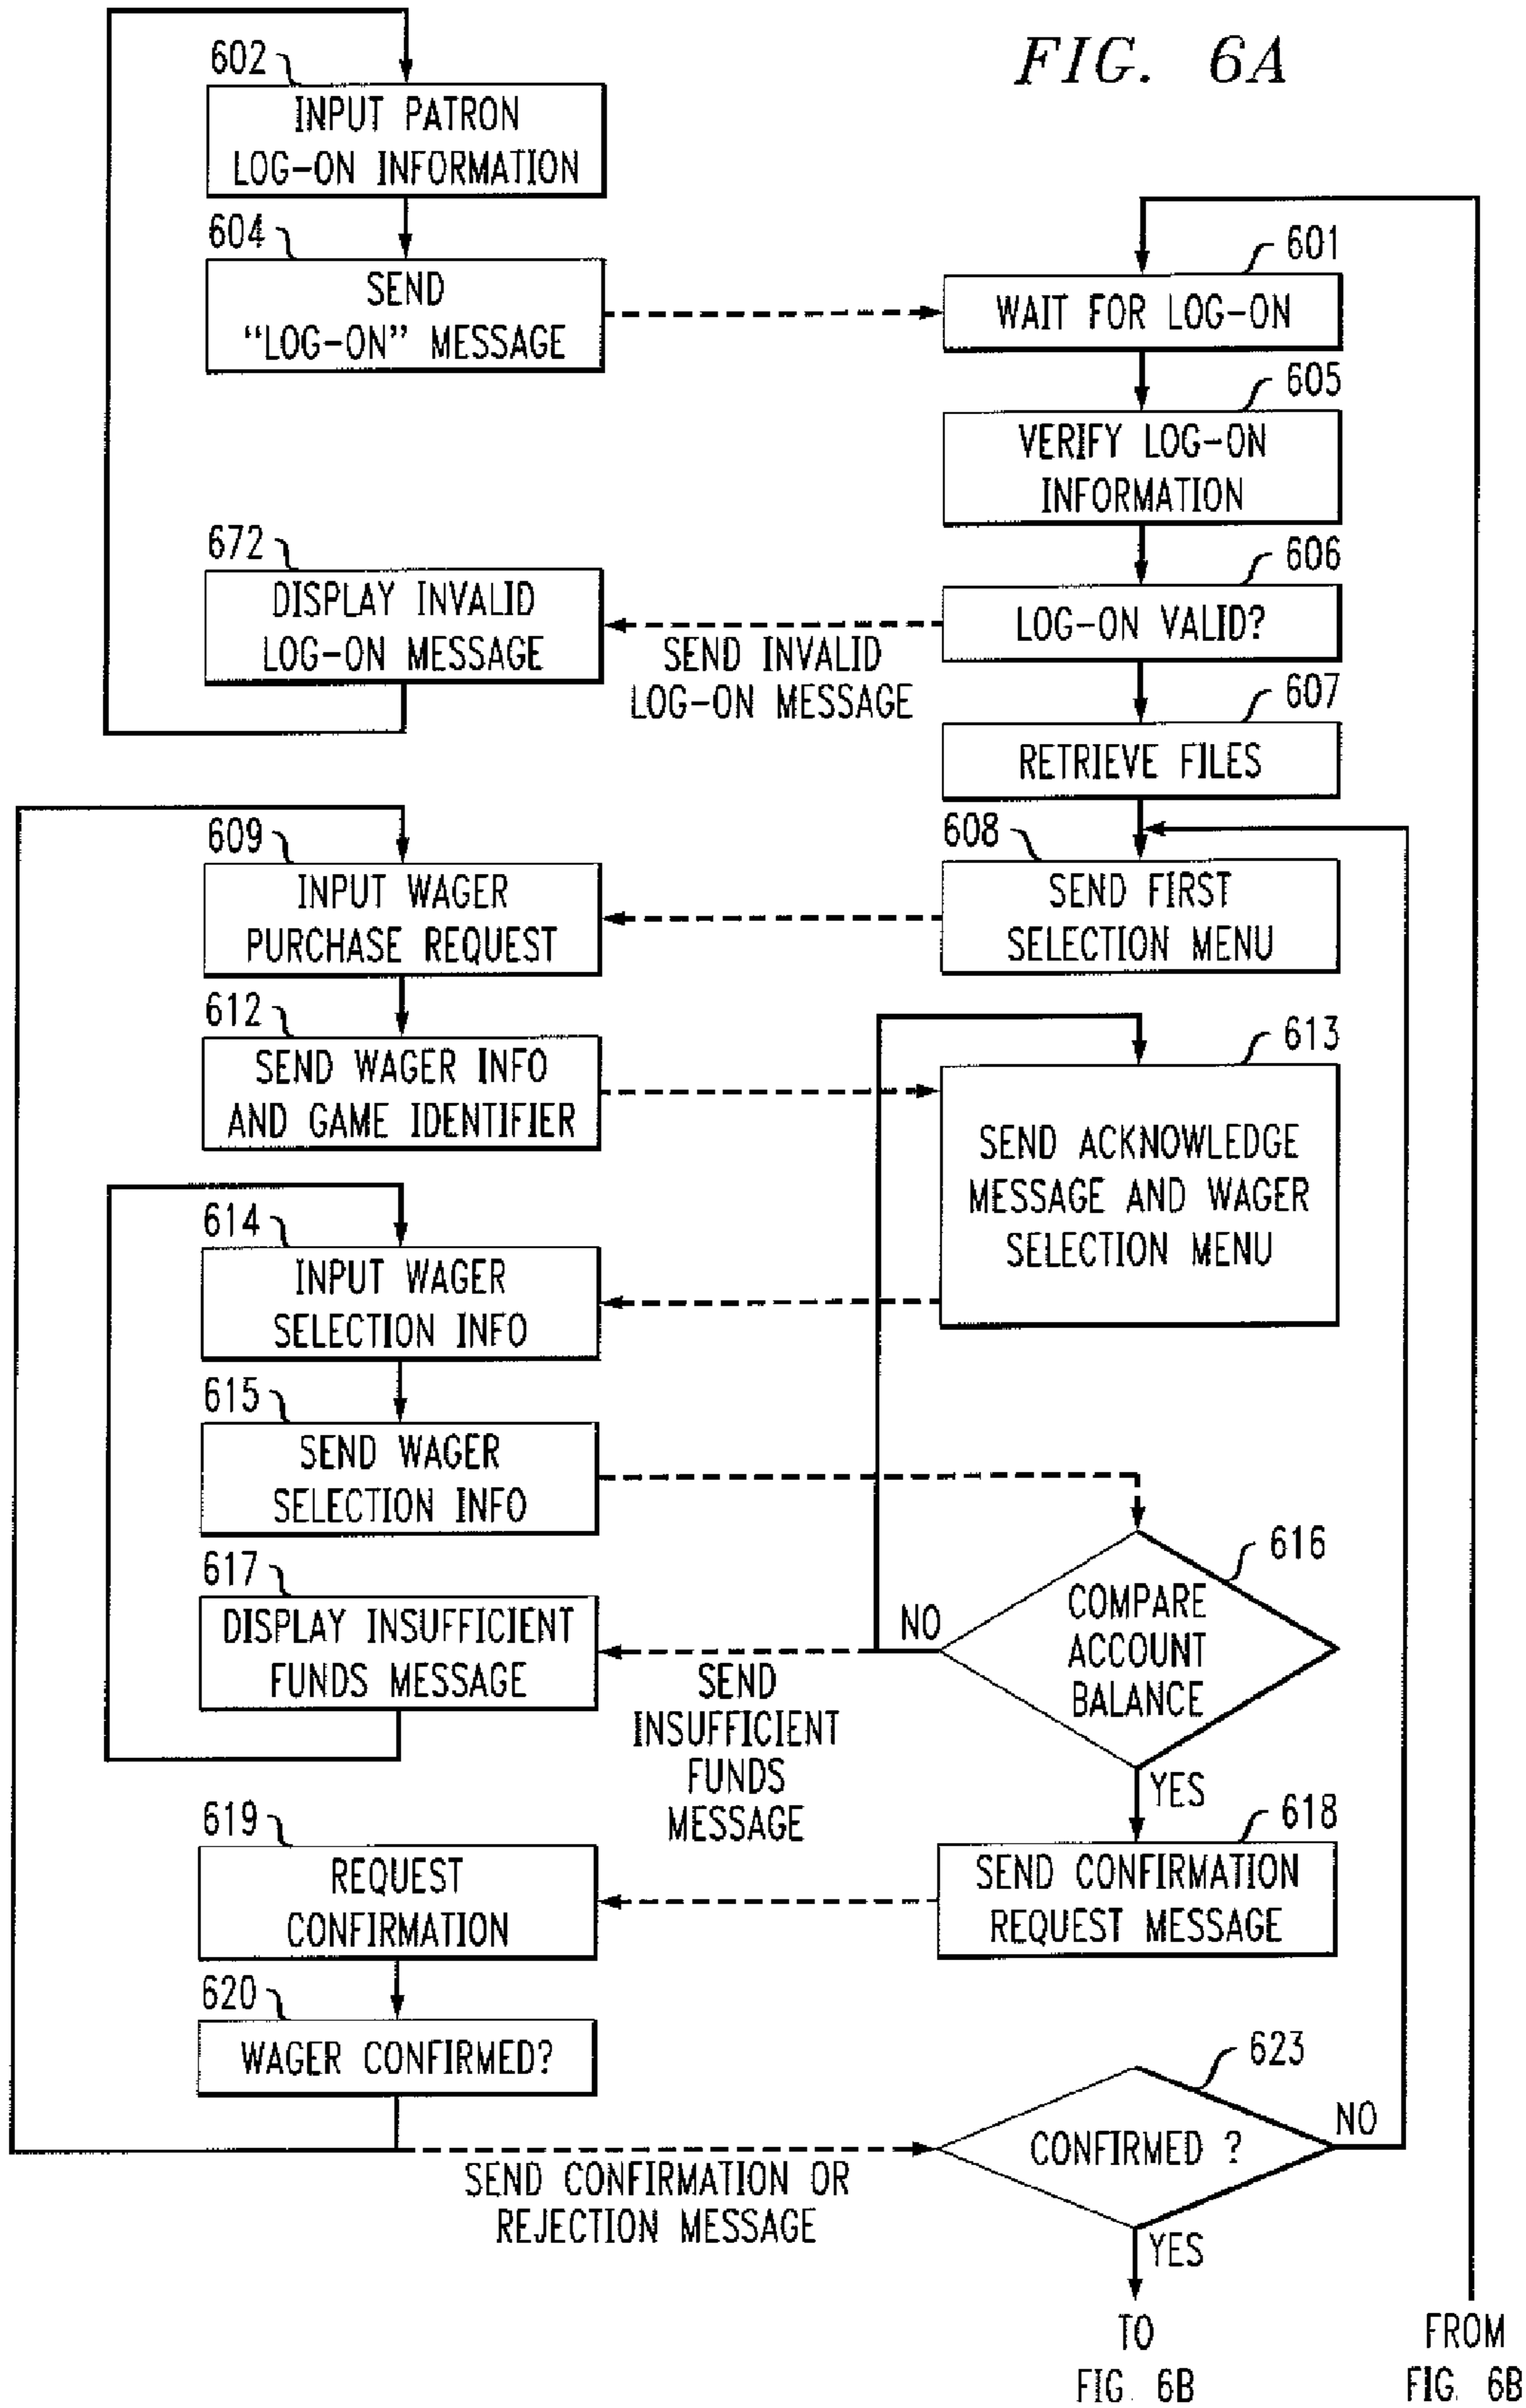 FIG. 6A
602
INPUT PATRON
LOG-ON INFORMATION
604
SEND
“LOG-ON” MESSAGE
601
WAIT FOR LOG-ON
605
VERIFY LOG-ON
INFORMATION
672
DISPLAY INVALID
LOG-ON MESSAGE
606
LOG-ON VALID?
SEND INVALID
LOG-ON MESSAGE
607
RETRIEVE FILES
609
INPUT WAGER
PURCHASE REQUEST
608
SEND FIRST
SELECTION MENU
612
SEND WAGER INFO
AND GAME IDENTIFIER
613
SEND ACKNOWLEDGE
MESSAGE AND WAGER
SELECTION MENU
614
INPUT WAGER
SELECTION INFO
615
SEND WAGER
SELECTION INFO
616
COMPARE
ACCOUNT
BALANCE
NO
617
DISPLAY INSUFFICIENT
FUNDS MESSAGE
SEND
INSUFFICIENT
FUNDS
MESSAGE
YES
619
REQUEST
CONFIRMATION
618
SEND CONFIRMATION
REQUEST MESSAGE
620
WAGER CONFIRMED?
623
CONFIRMED ?
NO
SEND CONFIRMATION OR
REJECTION MESSAGE
YES
TO
FIG. 6B
FROM
FIG. 6B